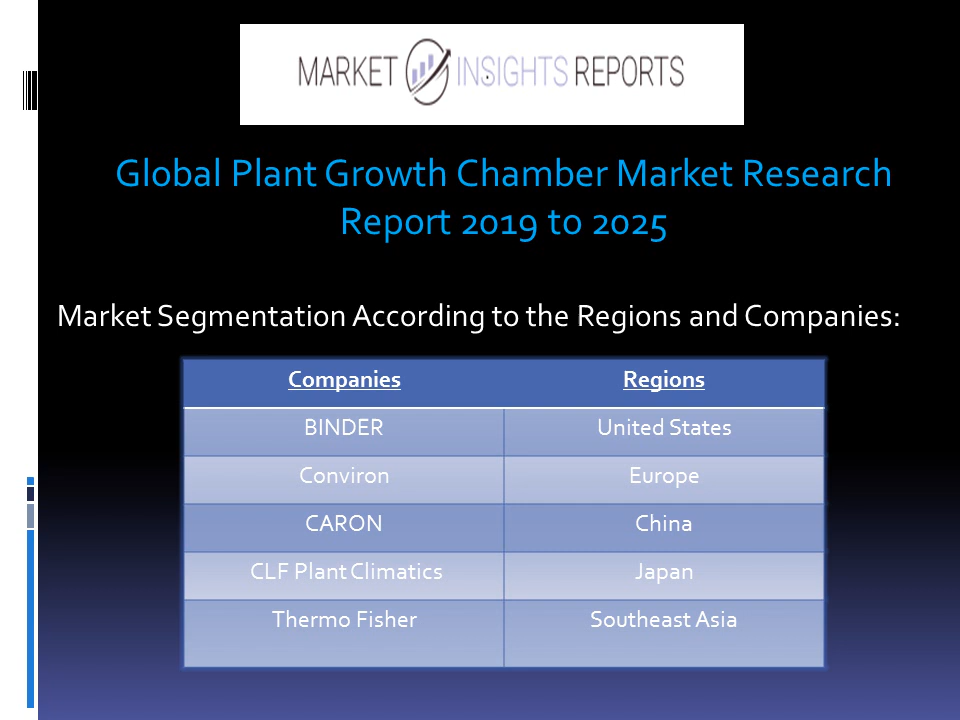 MARKET INSIGHTS REPORTS
Global Plant Growth Chamber Market Research
Report 2019 to 2025
Market Segmentation According to the Regions and Companies:
Companies Regions
BINDER United States
Conviron Europe
CARON China
CLF Plant Climatics Japan
Thermo Fisher Southeast Asia